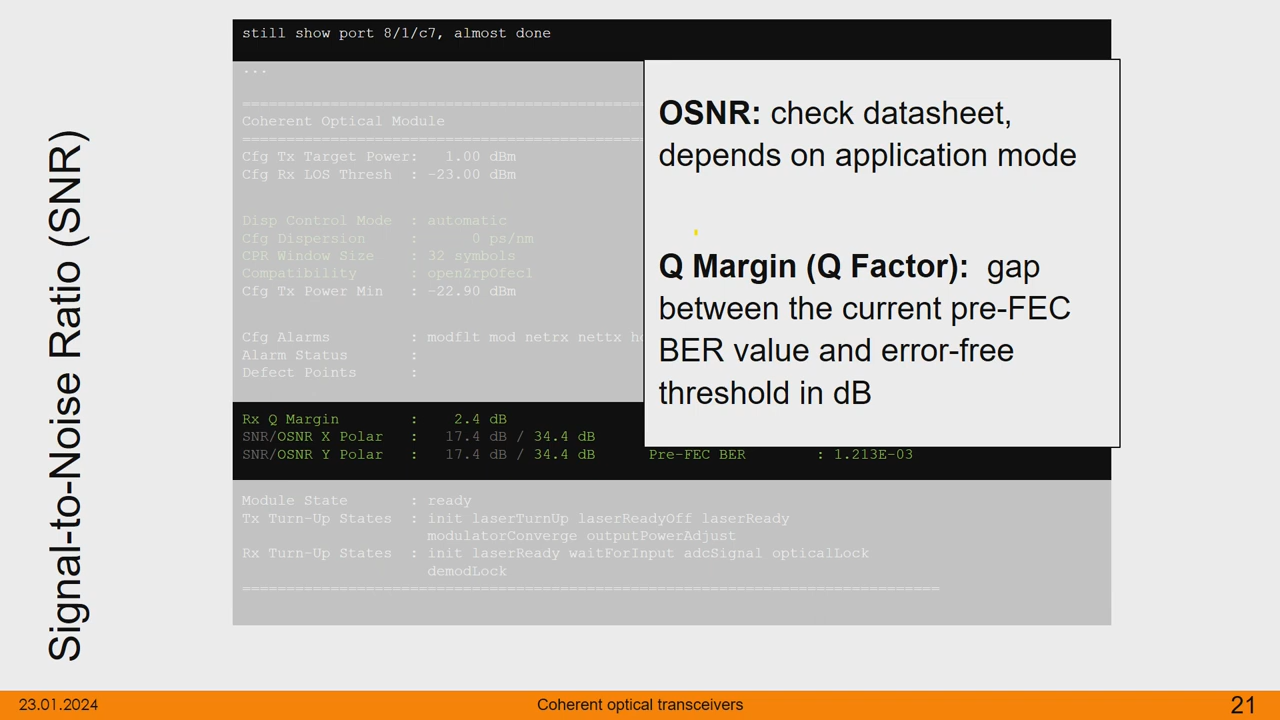 Signal-to-Noise Ratio (SNR)
still show port 8/1/c7, almost done
...
================================================
Coherent Optical Module
================================================
Cfg Tx Target Power:   1.00 dBm
Cfg Rx LOS Thresh  : -23.00 dBm
Disp Control Mode  : automatic
Cfg Dispersion     :      0 ps/nm
CPR Window Size    : 32 symbols
Compatibility      : openZrpOfec1
Cfg Tx Power Min   : -22.90 dBm
Cfg Alarms         : modflt mod netrx nettx
Alarm Status       :
Defect Points      :
OSNR: check datasheet,
depends on application mode
Q Margin (Q Factor):  gap
between the current pre-FEC
BER value and error-free
threshold in dB
Rx Q Margin        :    2.4 dB
SNR/OSNR X Polar   :   17.4 dB / 34.4 dB
SNR/OSNR Y Polar   :   17.4 dB / 34.4 dB      Pre-FEC BER        : 1.213E-03
Module State       : ready
Tx Turn-Up States  : init laserTurnUp laserReadyOff laserReady
modulatorConverge outputPowerAdjust
Rx Turn-Up States  : init laserReady waitForInput adcSignal opticalLock
demodLock
===============================================================================
23.01.2024 Coherent optical transceivers 21